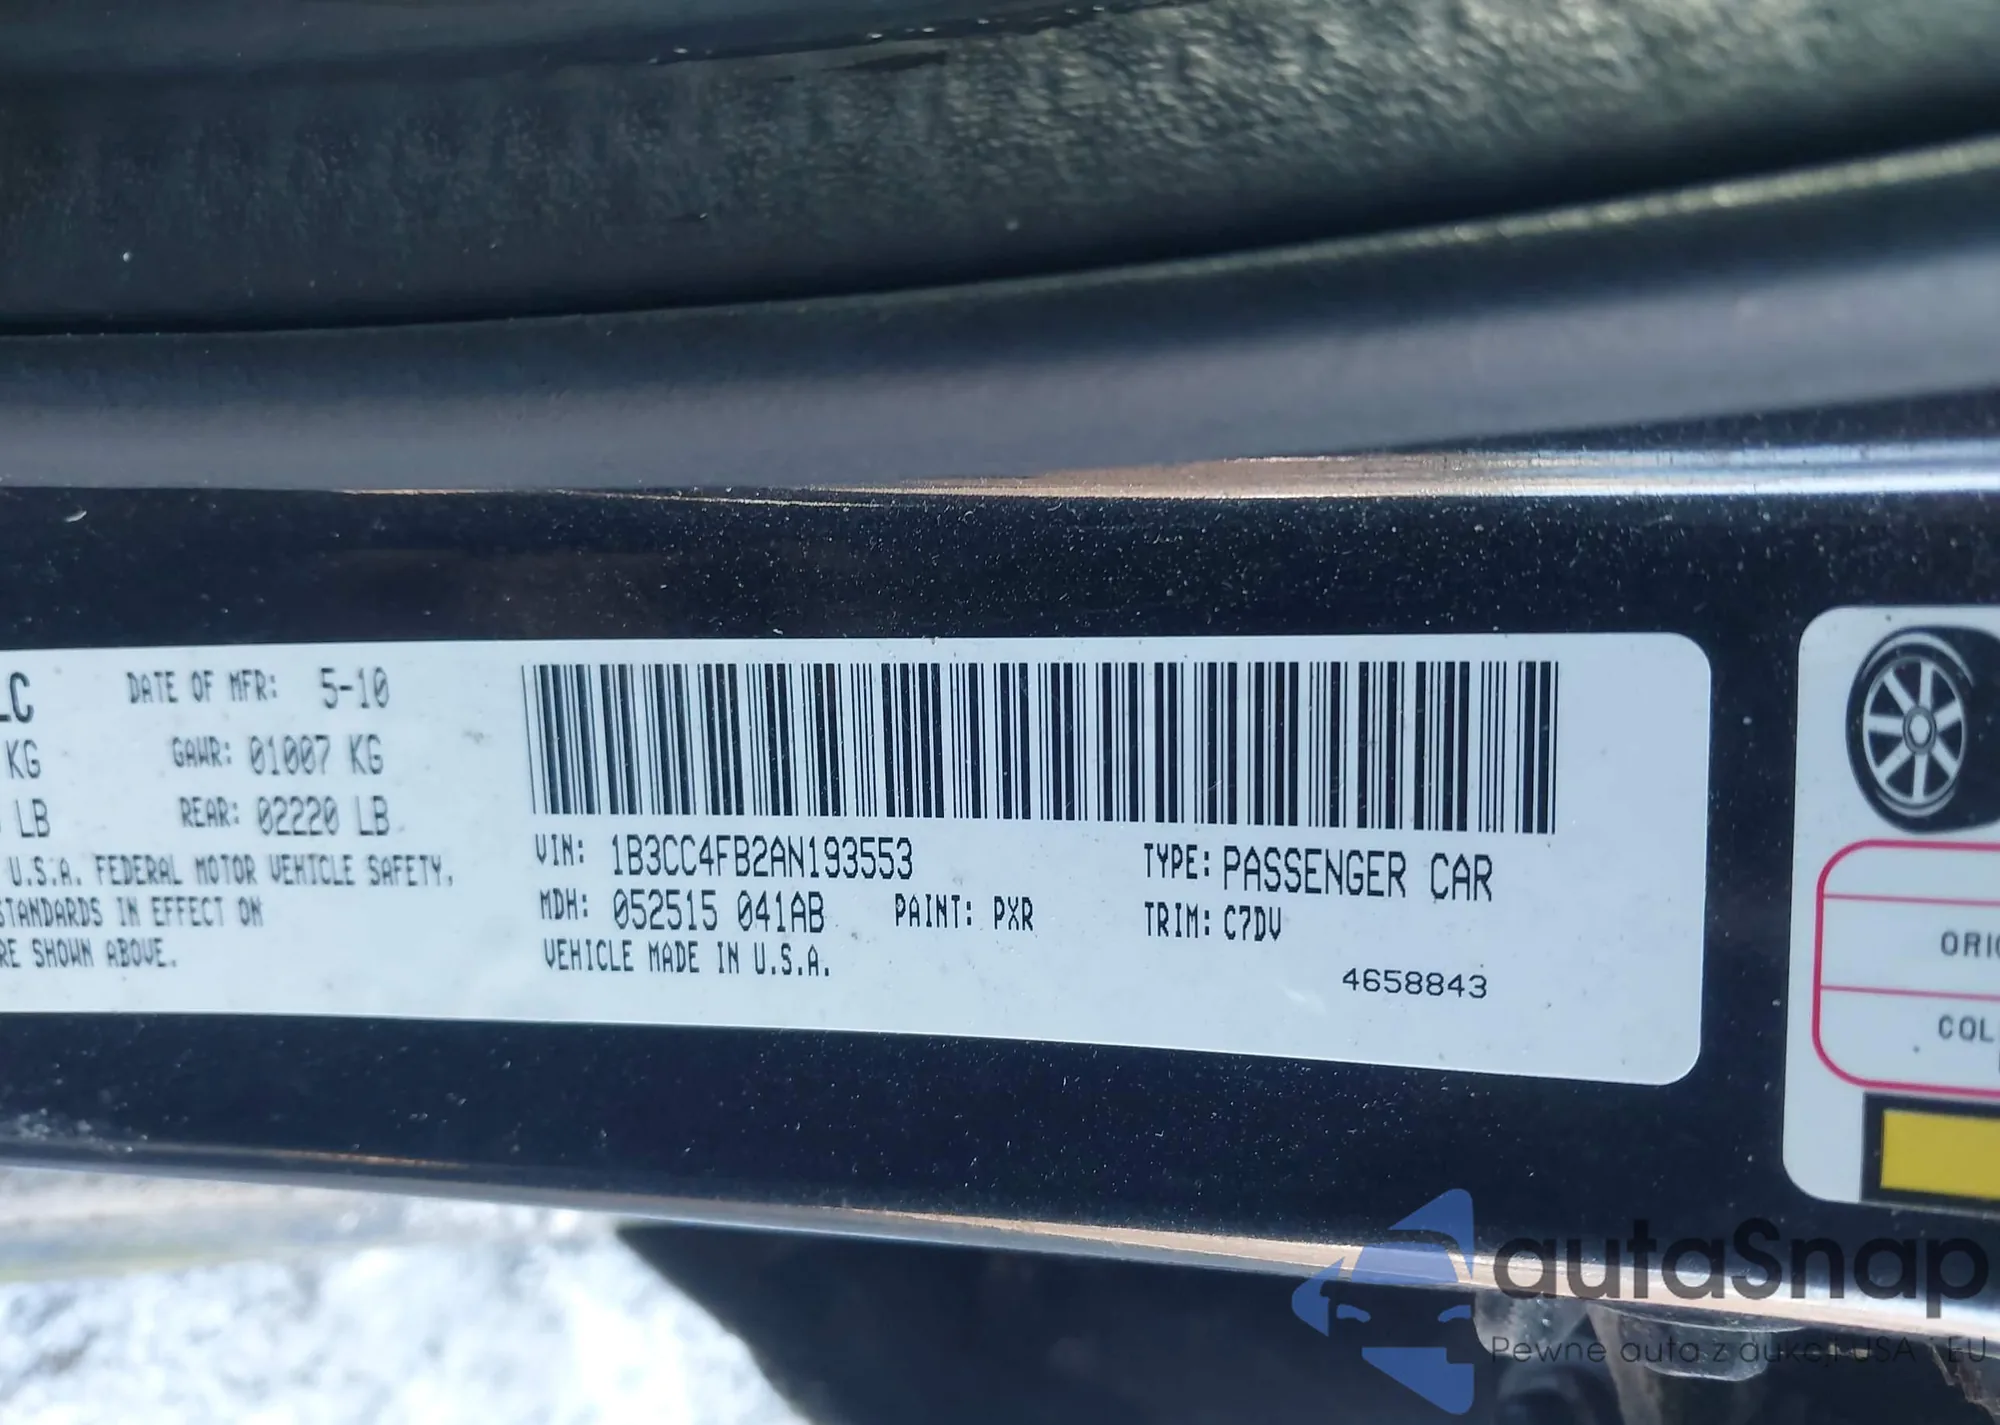 LC
DATE OF MFR: 5-10
KG
GAWR: 01007 KG
LB
REAR: 02220 LB
U.S.A. FEDERAL MOTOR VEHICLE SAFETY.
STANDARDS IN EFFECT ON
RE SHOWN ABOVE.
VIN: 1B3CC4FB2AN193553
TYPE: PASSENGER CAR
MDH: 052515 041AB
PAINT: PXR
TRIM: C7DV
VEHICLE MADE IN U.S.A.
4658843
ORIG
COL
autaSnap
Pewne auta z aukcji USA i EU